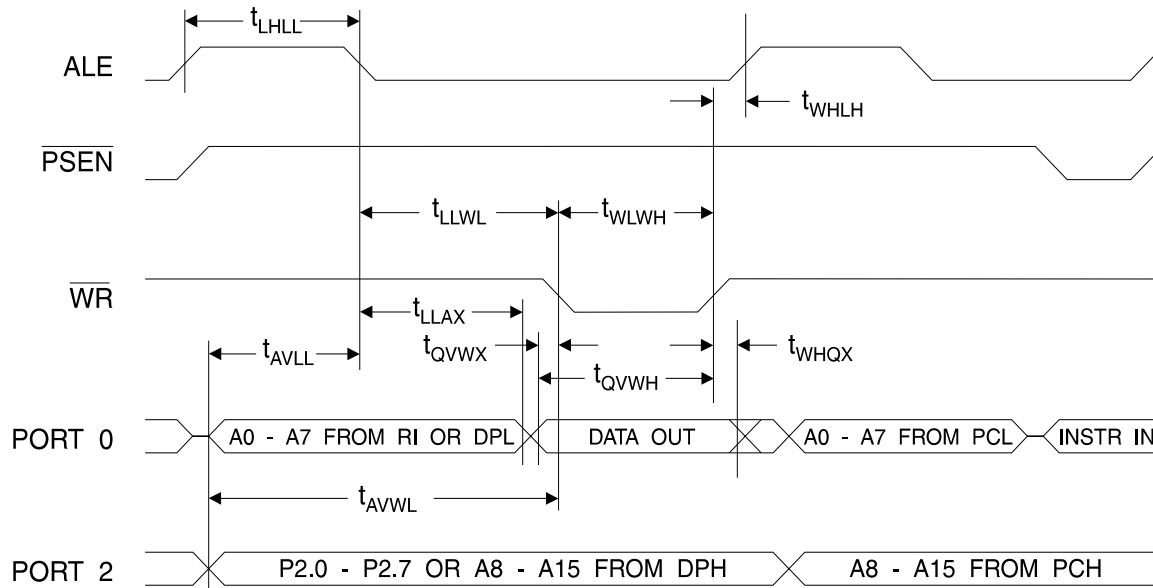 tLHLL
ALE
tWHLH
PSEN
tLLWL
tWLWH
WR
tLLAX
tQVWX
tWHQX
tAVLL
tQVWH
PORT 0
A0 - A7 FROM RI OR DPL
DATA OUT
A0 - A7 FROM PCL
INSTR IN
tAVWL
PORT 2
P2.0 - P2.7 OR A8 - A15 FROM DPH
A8 - A15 FROM PCH